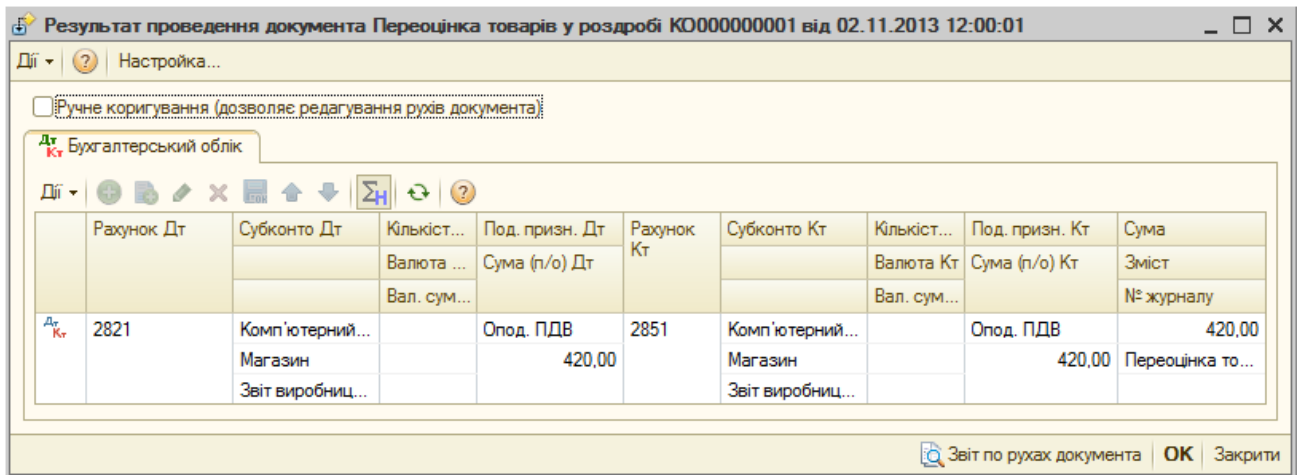 Результат проведення документа Переоцінка товарів у роздробі КО000000001 від 02.11.2013 12:00:01
Дії Настройка...
Ручне коригування (дозволяє редагування рухів документа)
Дт Кт Бухгалтерський облік
Дії
Рахунок Дт Субконто Дт Кількіст... Под. призн. Дт Рахунок Кт Субконто Кт Кількіст... Под. призн. Кт Сума
Валюта ... Сума (п/о) Дт Валюта Кт Сума (п/о) Кт Зміст
Вал. сум... Вал. сум... № журналу
Дт Кт 2821 Комп'ютерний... Опод. ПДВ 2851 Комп'ютерний... Опод. ПДВ 420,00
Магазин 420,00 Магазин 420,00 Переоцінка то...
Звіт виробниц... Звіт виробниц...
Звіт по рухах документа OK Закрити